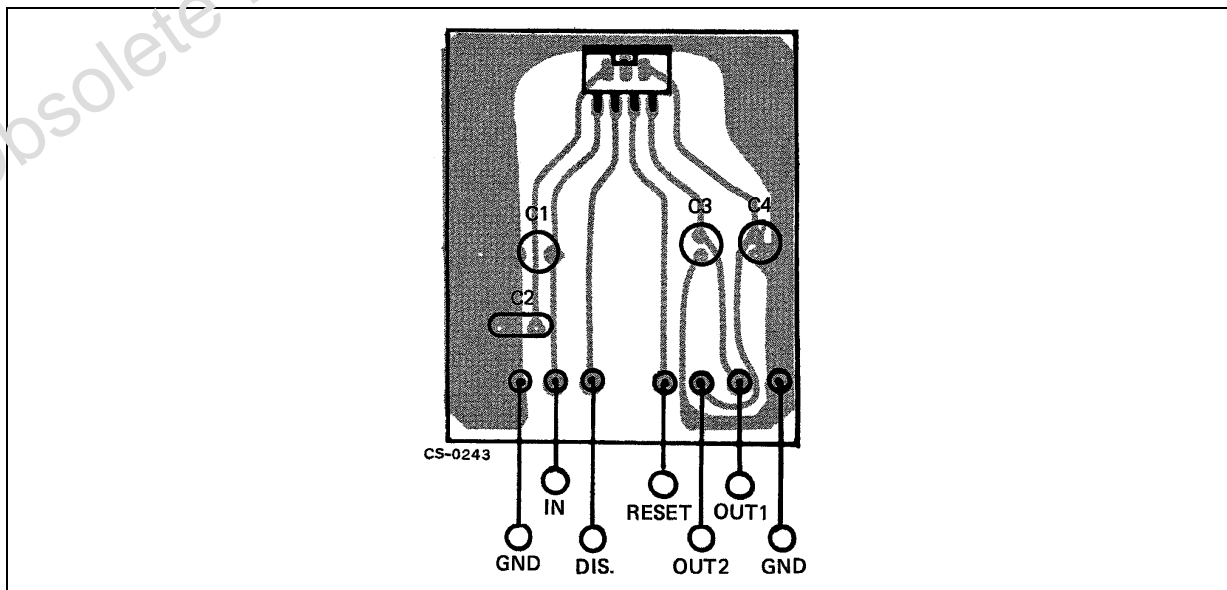 obsolete
C1
C3
C4
C2
CS-0243
IN
RESET
OUT1
GND
DIS.
OUT2
GND